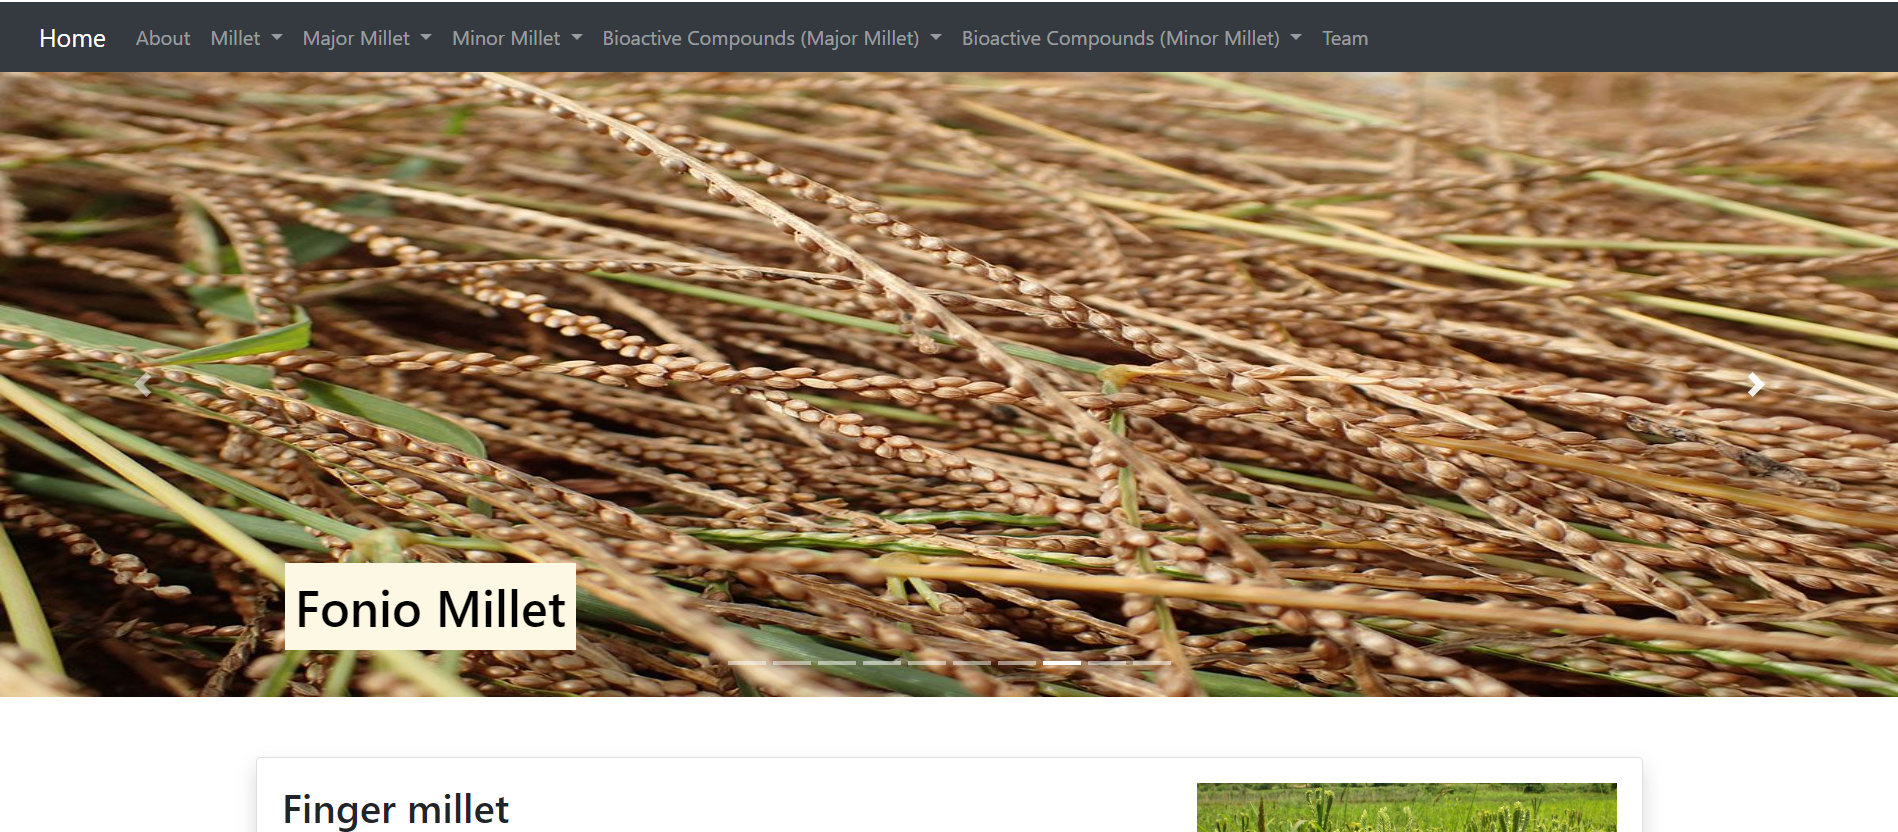 Home About Millet Major Millet Minor Millet Bioactive Compounds (Major Millet) Bioactive Compounds (Minor Millet) Team
Fonio Millet
Finger millet